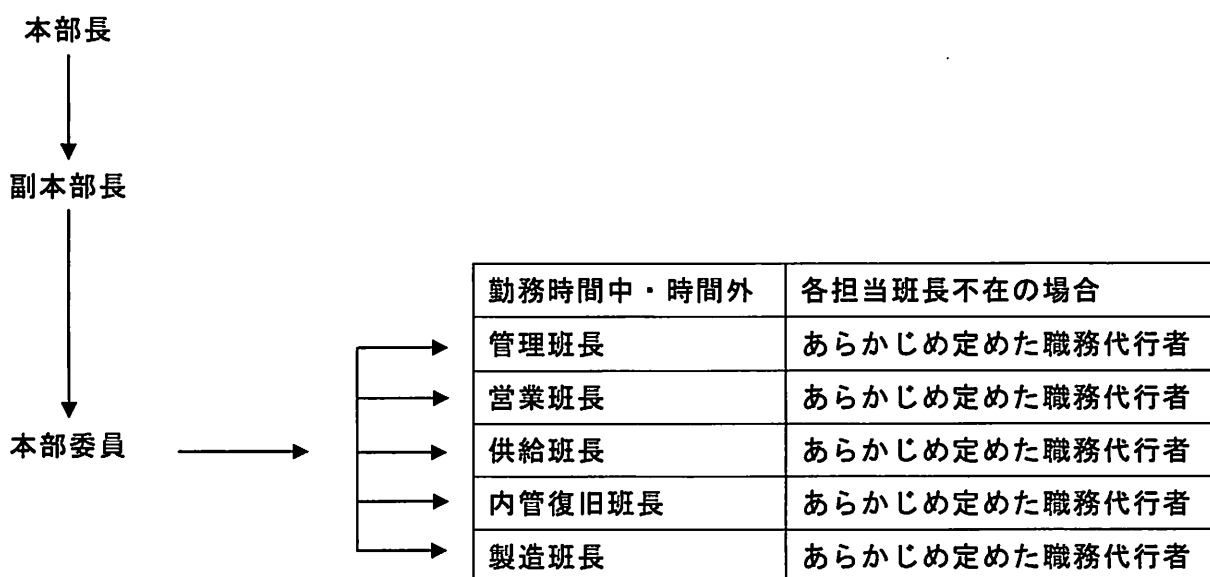 本部長
副本部長
本部委員
勤務時間中・時間外 各担当班長不在の場合
管理班長 あらかじめ定めた職務代行者
営業班長 あらかじめ定めた職務代行者
供給班長 あらかじめ定めた職務代行者
内管復旧班長 あらかじめ定めた職務代行者
製造班長 あらかじめ定めた職務代行者